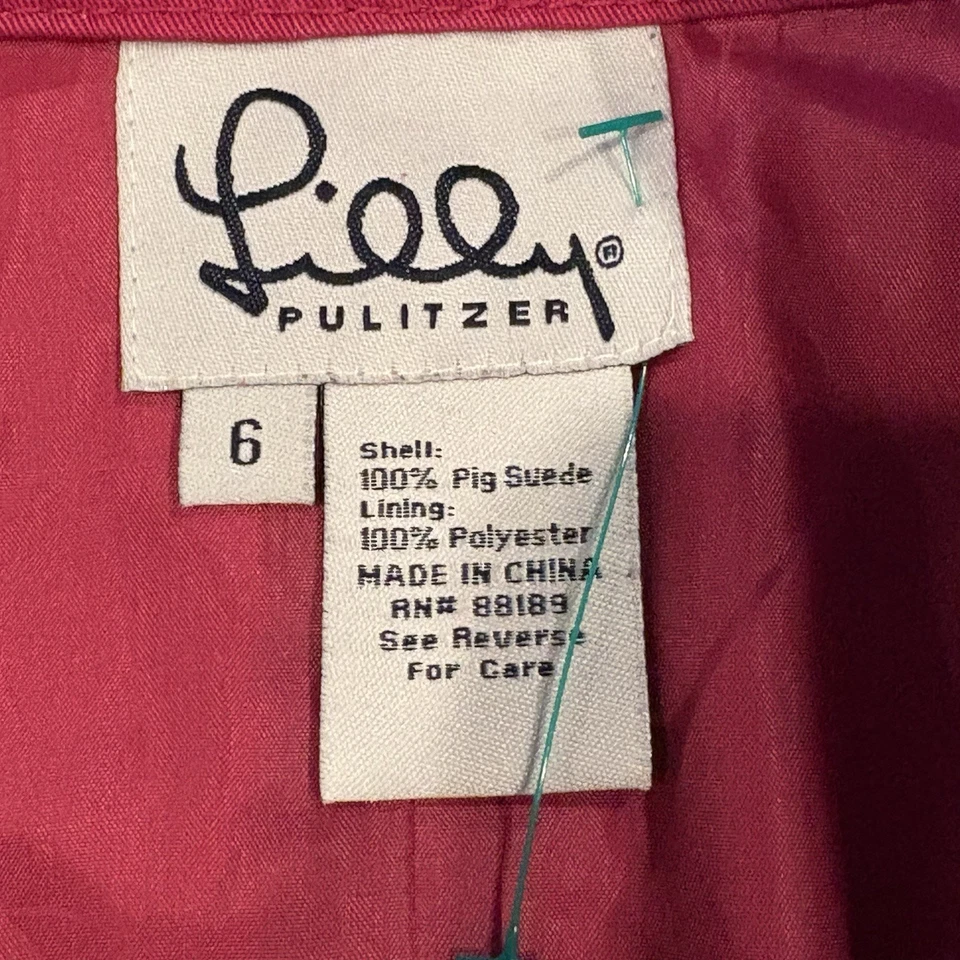 Lilly®
PULITZER
6
Shell:
100% Pig Suede
Lining:
100% Polyester
MADE IN CHINA
RN# 88189
See Reverse
For Care